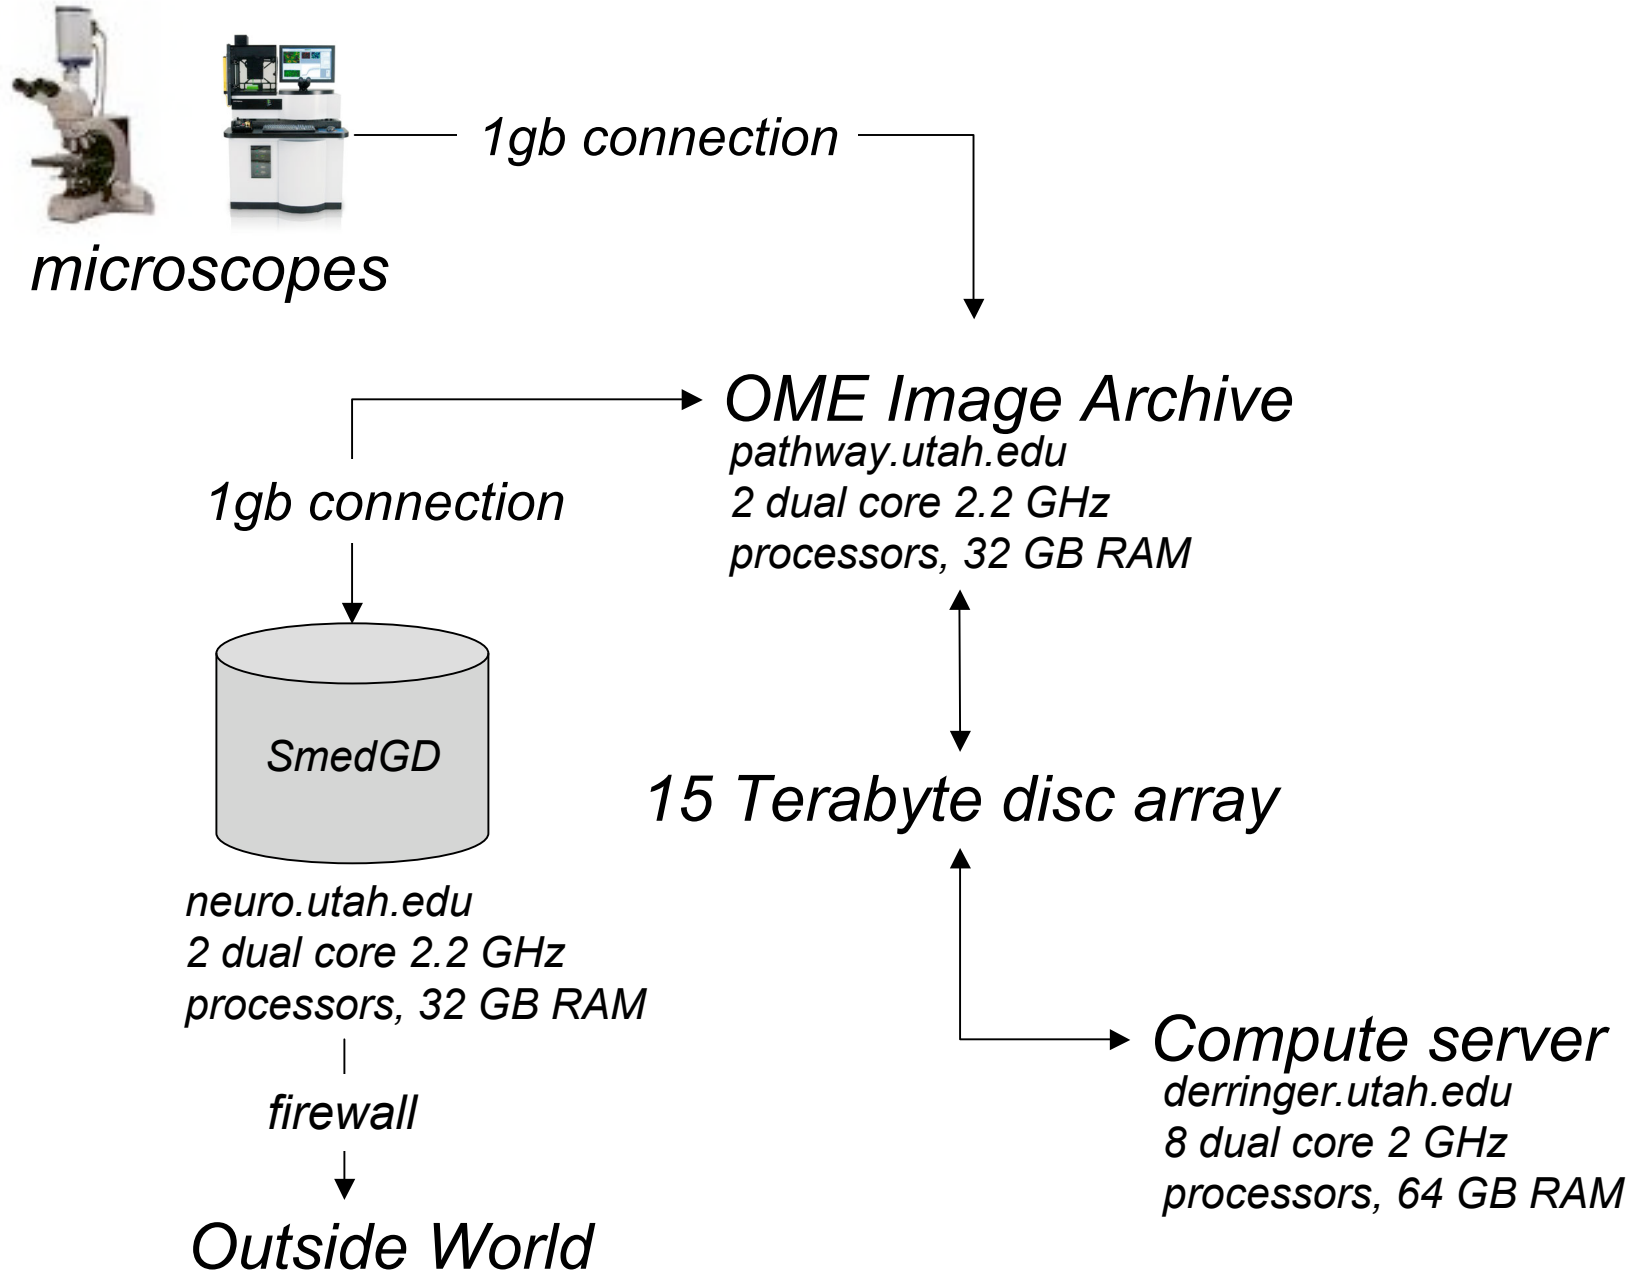 1gb connection
microscopes
OME Image Archive
pathway.utah.edu
2 dual core 2.2 GHz
processors, 32 GB RAM
1gb connection
SmedGD
neuro.utah.edu
2 dual core 2.2 GHz
processors, 32 GB RAM
firewall
Outside World
15 Terabyte disc array
Compute server
derringer.utah.edu
8 dual core 2 GHz
processors, 64 GB RAM